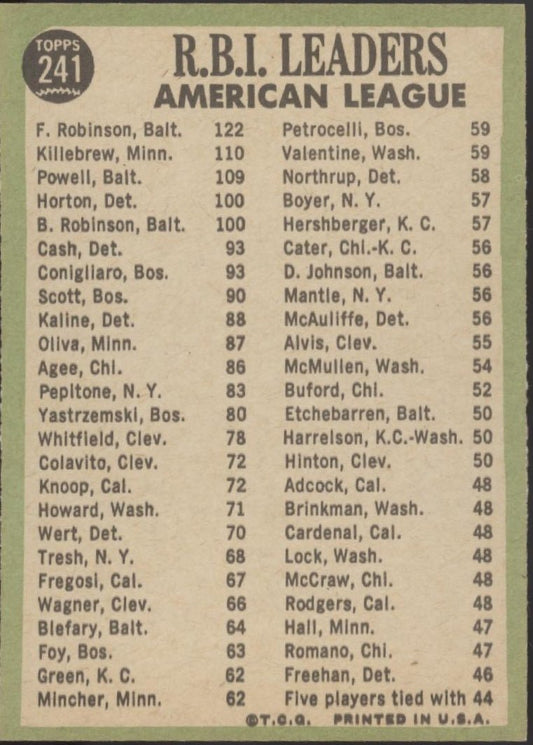 TOPPS
241
R.B.I. LEADERS
AMERICAN LEAGUE
F. Robinson, Balt. 122
Killebrew, Minn. 110
Powell, Balt. 109
Horton, Det. 100
B. Robinson, Balt. 100
Cash, Det. 93
Conigliaro, Bos. 93
Scott, Bos. 90
Kaline, Det. 88
Oliva, Minn. 87
Agee, Chi. 86
Pepitone, N. Y. 83
Yastrzemski, Bos. 80
Whitfield, Clev. 78
Colavito, Clev. 72
Knoop, Cal. 72
Howard, Wash. 71
Wert, Det. 70
Tresh, N. Y. 68
Fregosi, Cal. 67
Wagner, Clev. 66
Blefary, Balt. 64
Foy, Bos. 63
Green, K. C. 62
Mincher, Minn. 62
Petrocelli, Bos. 59
Valentine, Wash. 59
Northrup, Det. 58
Boyer, N. Y. 57
Hershberger, K. C. 57
Cater, Chi.-K. C. 56
D. Johnson, Balt. 56
Mantle, N. Y. 56
McAuliffe, Det. 56
Alvis, Clev. 55
McMullen, Wash. 54
Buford, Chi. 52
Etchebarren, Balt. 50
Harrelson, K.C.-Wash. 50
Hinton, Clev. 50
Adcock, Cal. 48
Brinkman, Wash. 48
Cardenal, Cal. 48
Lock, Wash. 48
McCraw, Chi. 48
Rodgers, Cal. 48
Hall, Minn. 47
Romano, Chi. 47
Freehan, Det. 46
Five players tied with 44
©T.C.G. PRINTED IN U.S.A.